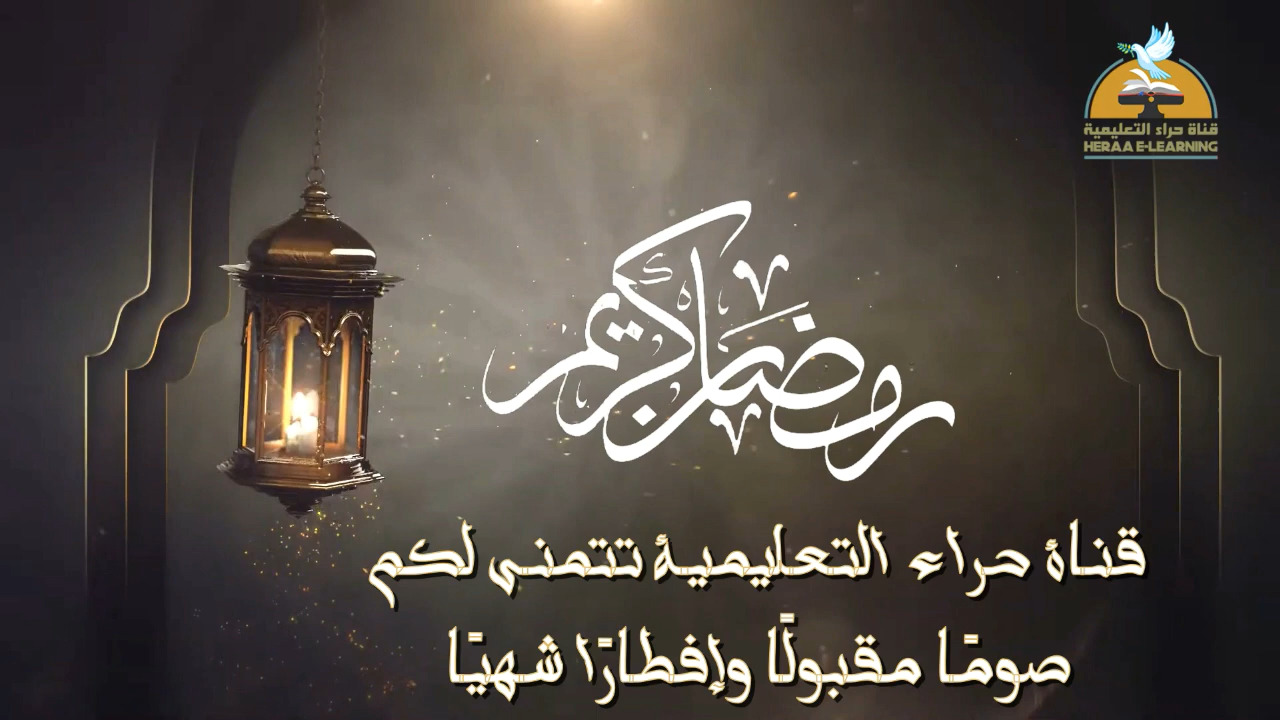 قناة حراء التعليمية
HERAA E-LEARNING
رمضان كريم
قناة حراء التعليمية تتمنى لكم
صومًا مقبولًا وإفطارًا شهيًا